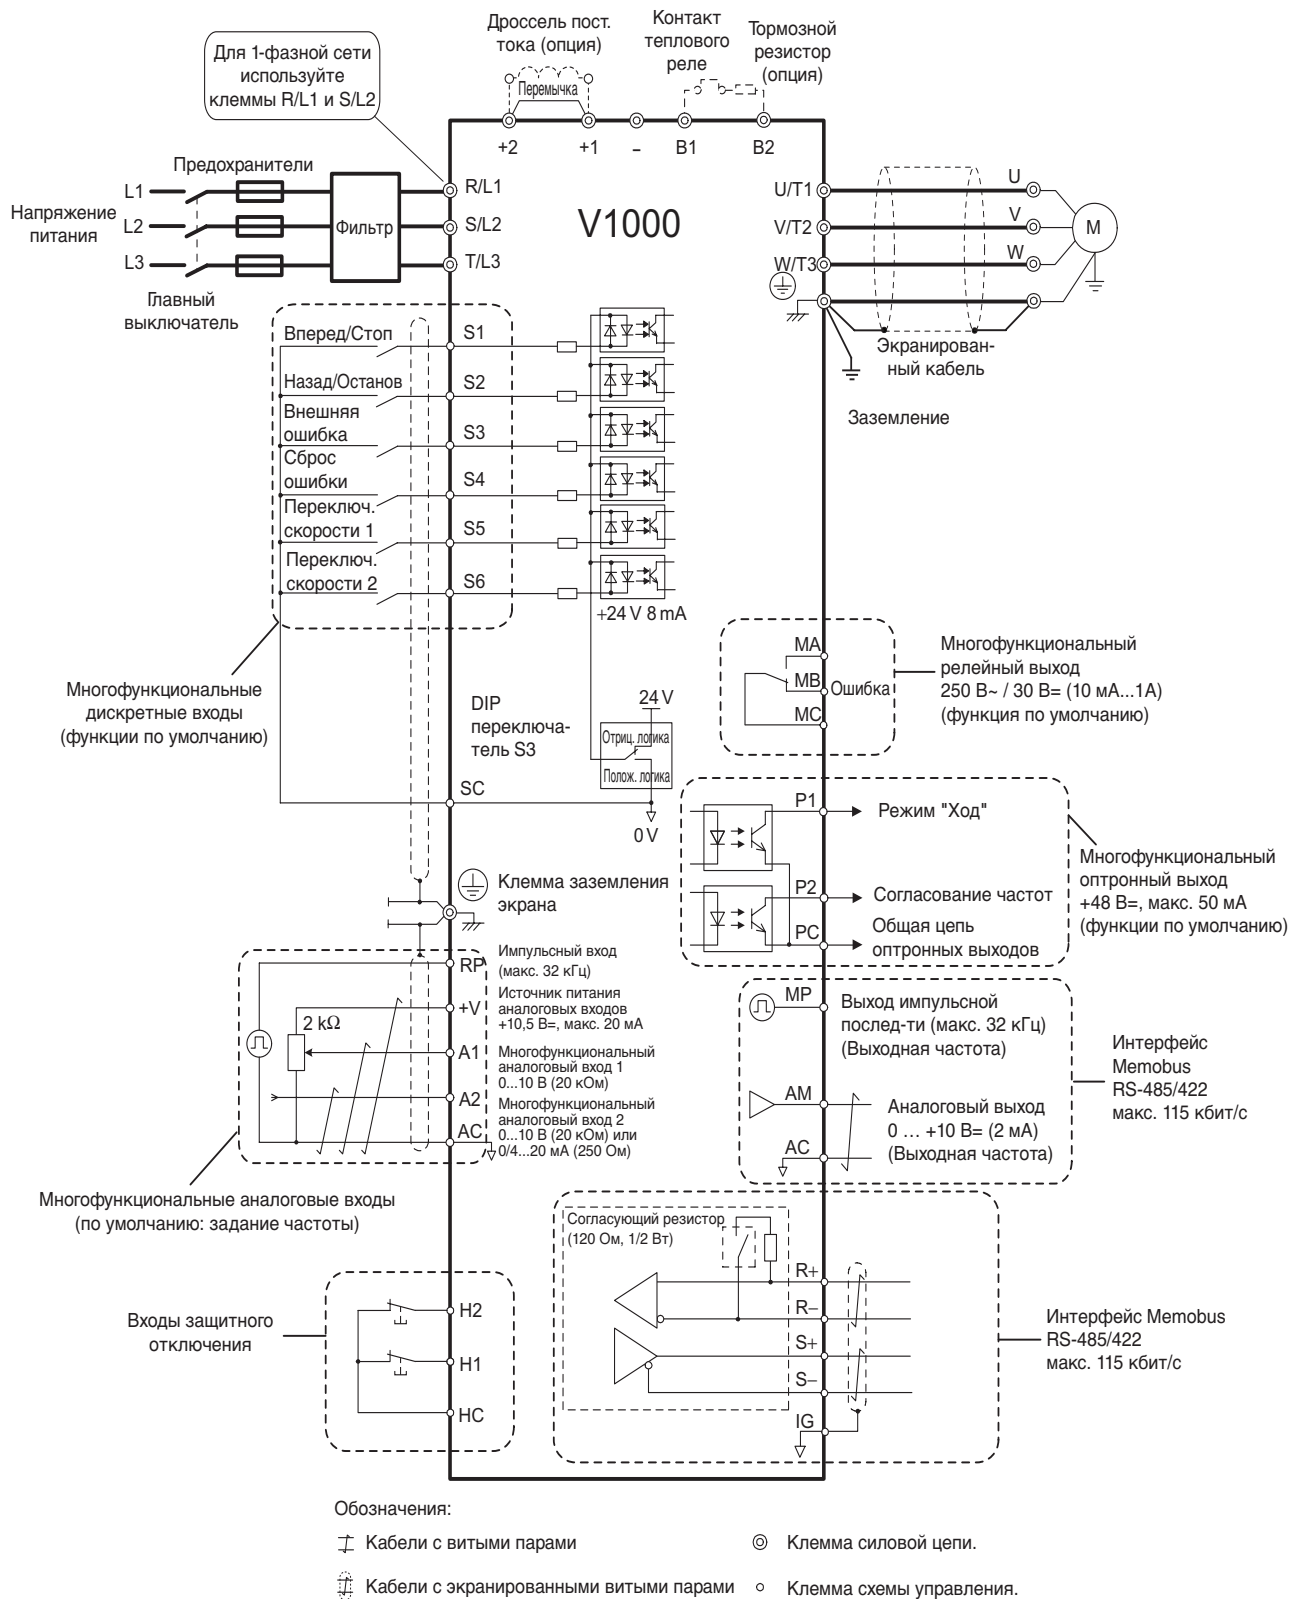 Дроссель пост.
тока (опция)
Контакт
теплового
реле
Тормозной
резистор
(опция)
Для 1-фазной сети
используйте
клеммы R/L1 и S/L2
Перемычка
+2
+1
–
B1
B2
Предохранители
L1
L2
L3
Напряжение
питания
Фильтр
Главный
выключатель
R/L1
S/L2
T/L3
V1000
U/T1
V/T2
W/T3
U
V
W
M
Экранирован-
ный кабель
Заземление
Вперед/Стоп
S1
Назад/Останов
S2
Внешняя
ошибка
S3
Сброс
ошибки
S4
Переключ.
скорости 1
S5
Переключ.
скорости 2
S6
+24 V 8 mA
Многофункциональные
дискретные входы
(функции по умолчанию)
DIP
переключа-
тель S3
24 V
Отриц. логика
Полож. логика
SC
0 V
MA
MB
MC
Ошибка
Многофункциональный
релейный выход
250 В~ / 30 В= (10 мА...1А)
(функция по умолчанию)
P1
Режим "Ход"
P2
Согласование частот
PC
Общая цепь
оптронных выходов
Многофункциональный
оптронный выход
+48 В=, макс. 50 мА
(функции по умолчанию)
Клемма заземления
экрана
RP
Импульсный вход
(макс. 32 кГц)
+V
Источник питания
аналоговых входов
+10,5 В=, макс. 20 мА
2 kΩ
A1
Многофункциональный
аналоговый вход 1
0...10 В (20 кОм)
A2
Многофункциональный
аналоговый вход 2
0...10 В (20 кОм) или
0/4...20 мА (250 Ом)
AC
Многофункциональные аналоговые входы
(по умолчанию: задание частоты)
MP
Выход импульсной
послед-ти (макс. 32 кГц)
(Выходная частота)
AM
Аналоговый выход
0 … +10 В= (2 мА)
(Выходная частота)
AC
Интерфейс
Memobus
RS-485/422
макс. 115 кбит/с
Согласующий резистор
(120 Ом, 1/2 Вт)
R+
R–
S+
S–
IG
Интерфейс Memobus
RS-485/422
макс. 115 кбит/с
Входы защитного
отключения
H2
H1
HC
Обозначения:
Кабели с витыми парами
Клемма силовой цепи.
Кабели с экранированными витыми парами
Клемма схемы управления.